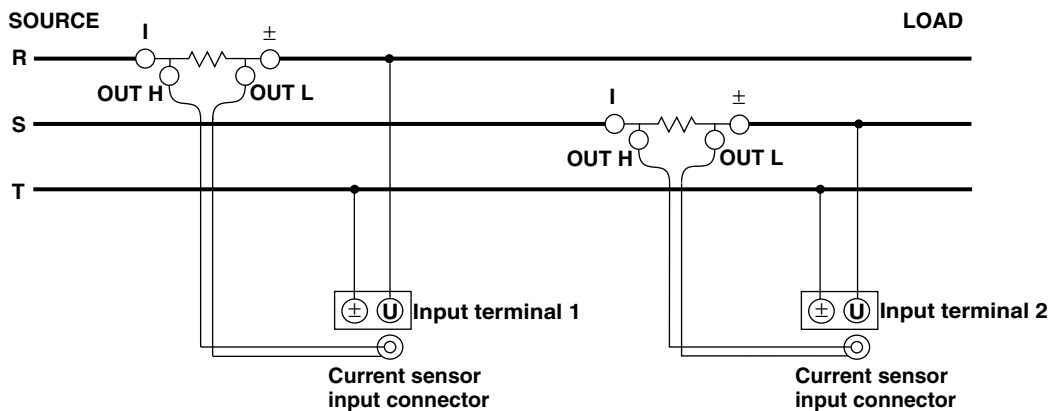 SOURCE
LOAD
I
±
R
OUT H
OUT L
I
±
S
OUT H
OUT L
T
± U Input terminal 1
± U Input terminal 2
Current sensor
input connector
Current sensor
input connector